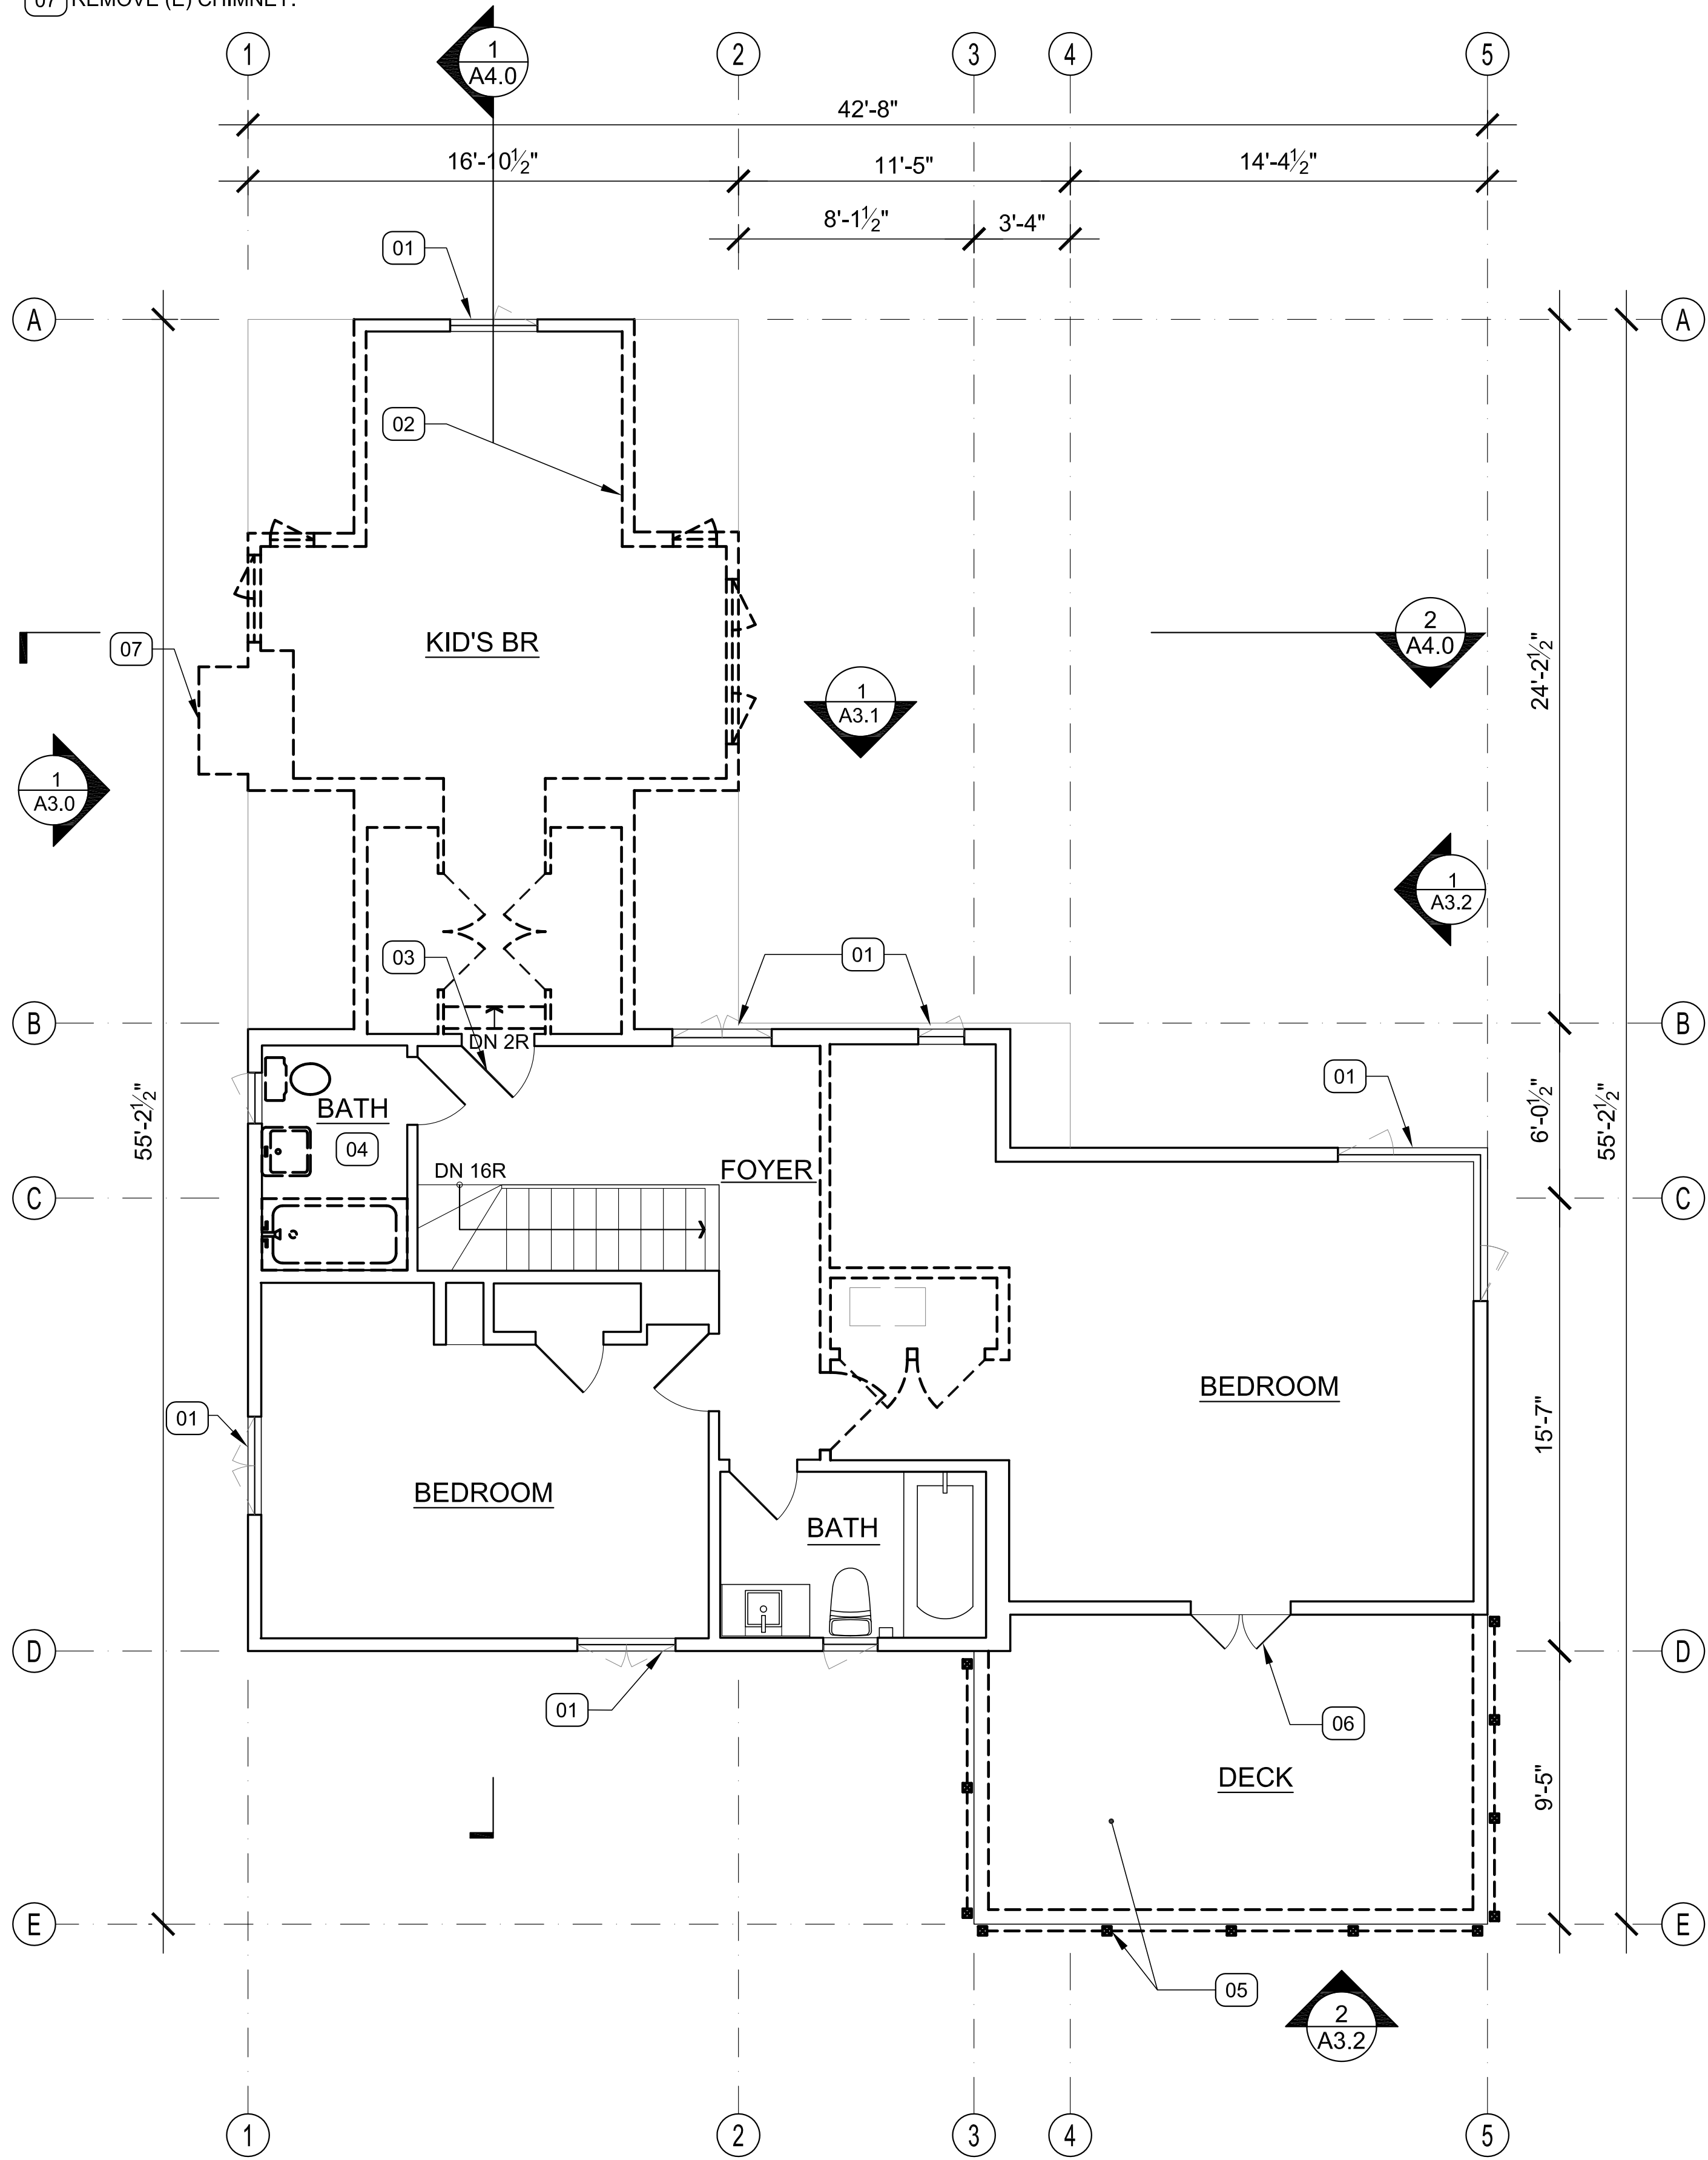 07 REMOVE (E) CHIMNEY.
1 2 3 4 5
1
A4.0
42'-8"
16'-10½" 11'-5" 14'-4½"
8'-1½" 3'-4"
01
A A
02
KID'S BR
07
2
A4.0
24'-2½"
1
A3.1
1
A3.0
1
A3.2
01
03
B B
DN 2R
01
BATH
04
55'-2½"
6'-0½"
55'-2½"
DN 16R
FOYER
C C
BEDROOM
01
15'-7"
BEDROOM
BATH
D D
01
06
DECK
9'-5"
E E
05
2
A3.2
1 2 3 4 5